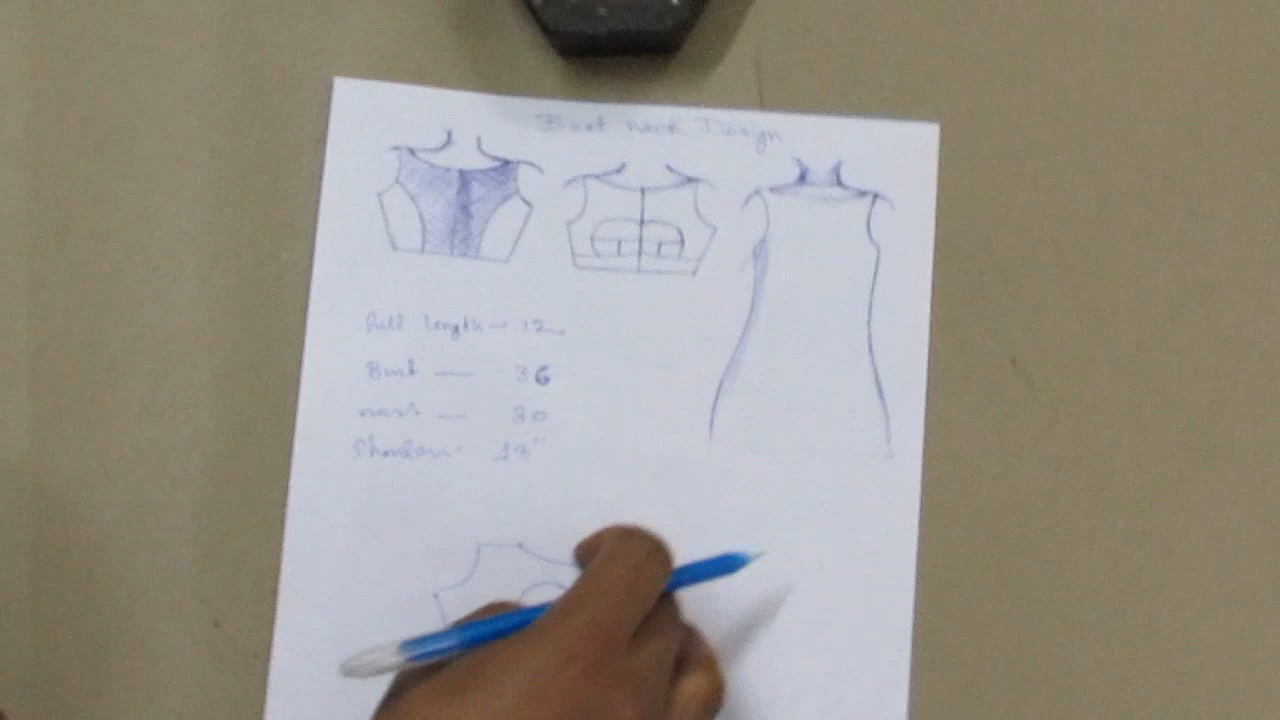 Boat neck Design
Full length - 12
Bust - 36
waist - 30
Shoulder - 13"